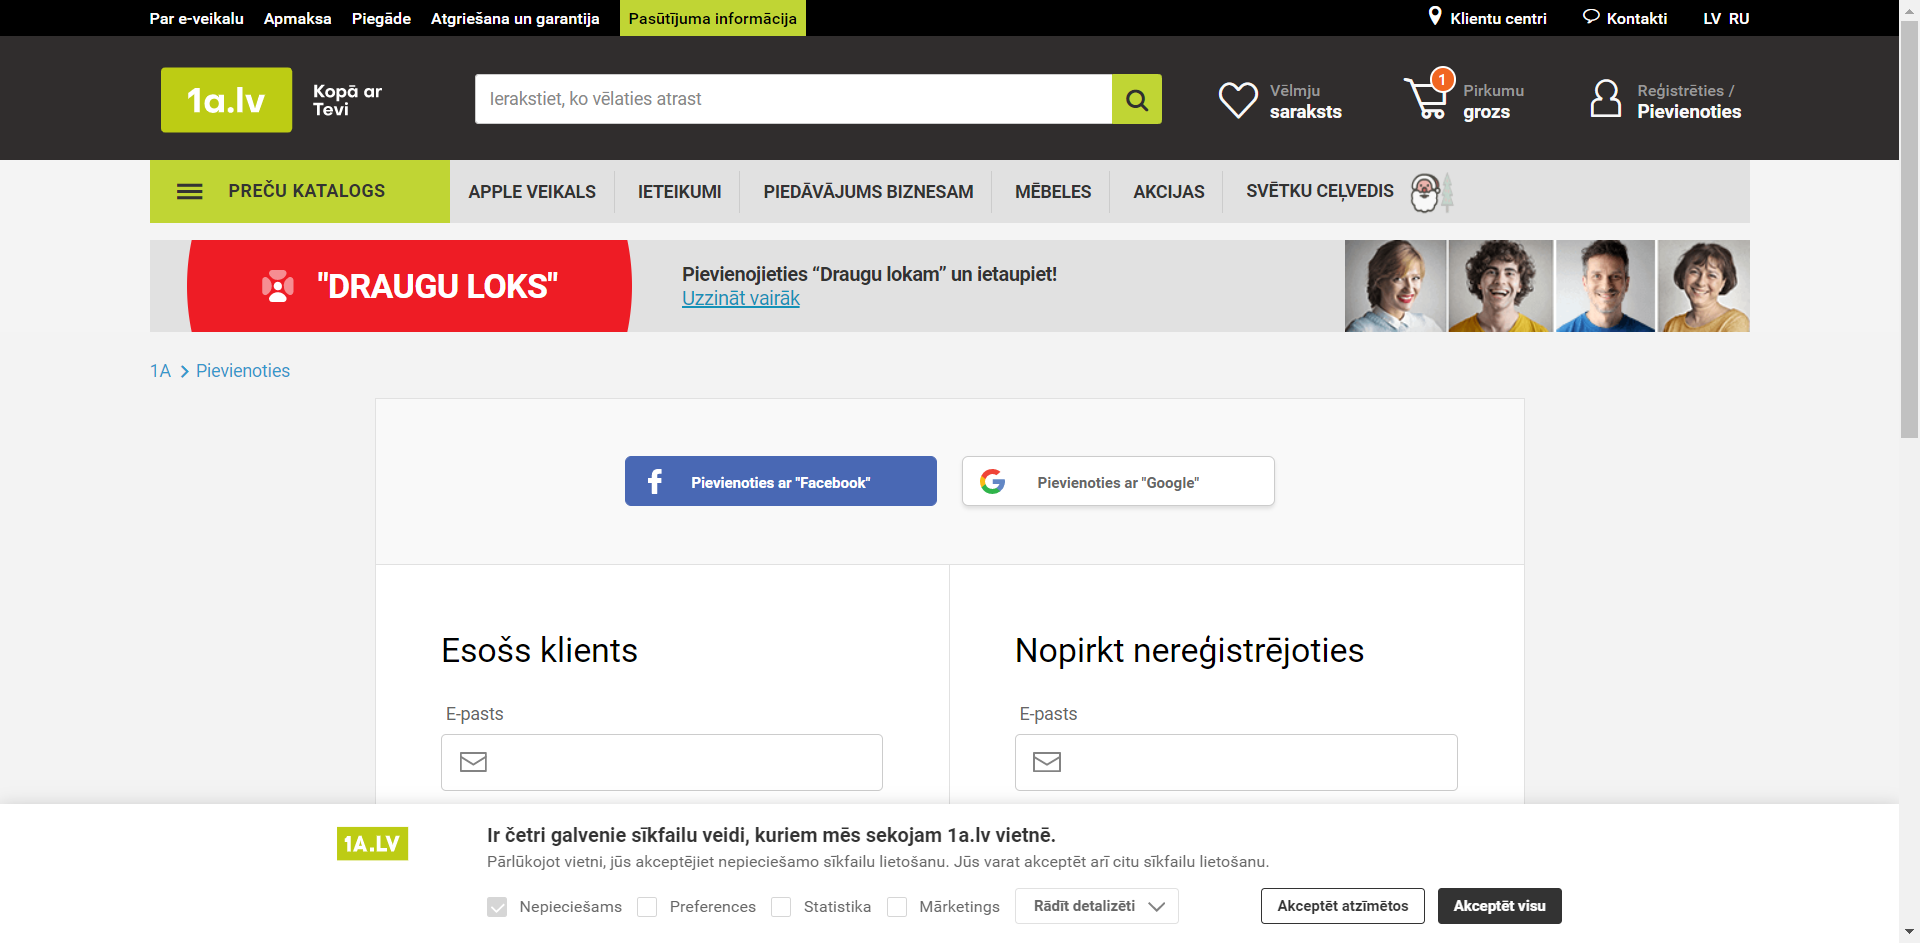 Par e-veikalu Apmaksa Piegāde Atgriešana un garantija Pasūtījuma informācija Klientu centri Kontakti LV RU
1a.lv Kopā ar Tevi
Ierakstiet, ko vēlaties atrast
Vēlmju saraksts
1
Pirkumu grozs
Reģistrēties / Pievienoties
PREČU KATALOGS APPLE VEIKALS IETEIKUMI PIEDĀVĀJUMS BIZNESAM MĒBELES AKCIJAS SVĒTKU CEĻVEDIS
"DRAUGU LOKS"
Pievienojieties “Draugu lokam” un ietaupiet!
Uzzināt vairāk
1A Pievienoties
Pievienoties ar "Facebook" Pievienoties ar "Google"
Esošs klients
E-pasts
Nopirkt nereģistrējoties
E-pasts
1A.LV
Ir četri galvenie sīkfailu veidi, kuriem mēs sekojam 1a.lv vietnē.
Pārlūkojot vietni, jūs akceptējiet nepieciešamo sīkfailu lietošanu. Jūs varat akceptēt arī citu sīkfailu lietošanu.
Nepieciešams Preferences Statistika Mārketings Rādīt detalizēti Akceptēt atzīmētos Akceptēt visu